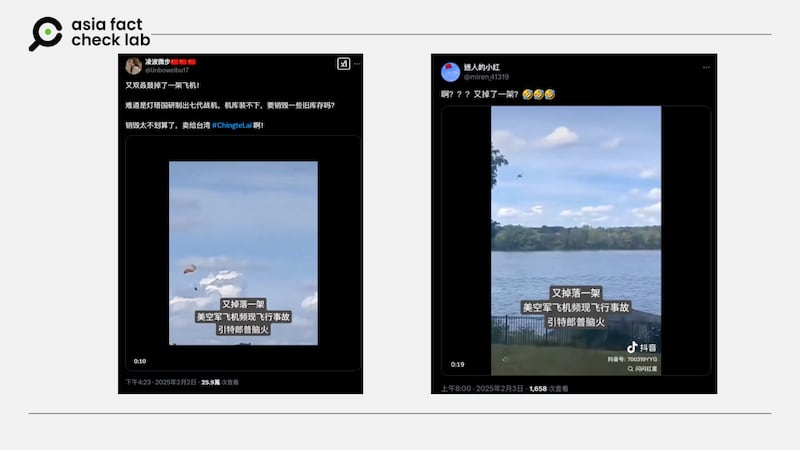 asia fact
check lab
凌波微步
@linboweibu17
又双叒叕掉了一架飞机!
难道是灯塔国研制出七代战机，机库装不下，要销毁一些旧库存吗?
销毁太不划算了，卖给台湾 #ChingteLai 啊!
又掉落一架
美空军飞机频现飞行事故
引特朗普脑火
0:10
下午4:23 · 2025年2月2日 · 25.9萬 次查看
迷人的小红
@miren_41319
啊？？？又掉了一架？🤣🤣🤣
又掉落一架
美空军飞机频现飞行事故
引特朗普脑火
抖音
抖音号: 700319YYG
闪闪红星
0:19
上午8:00 · 2025年2月3日 · 1,658 次查看